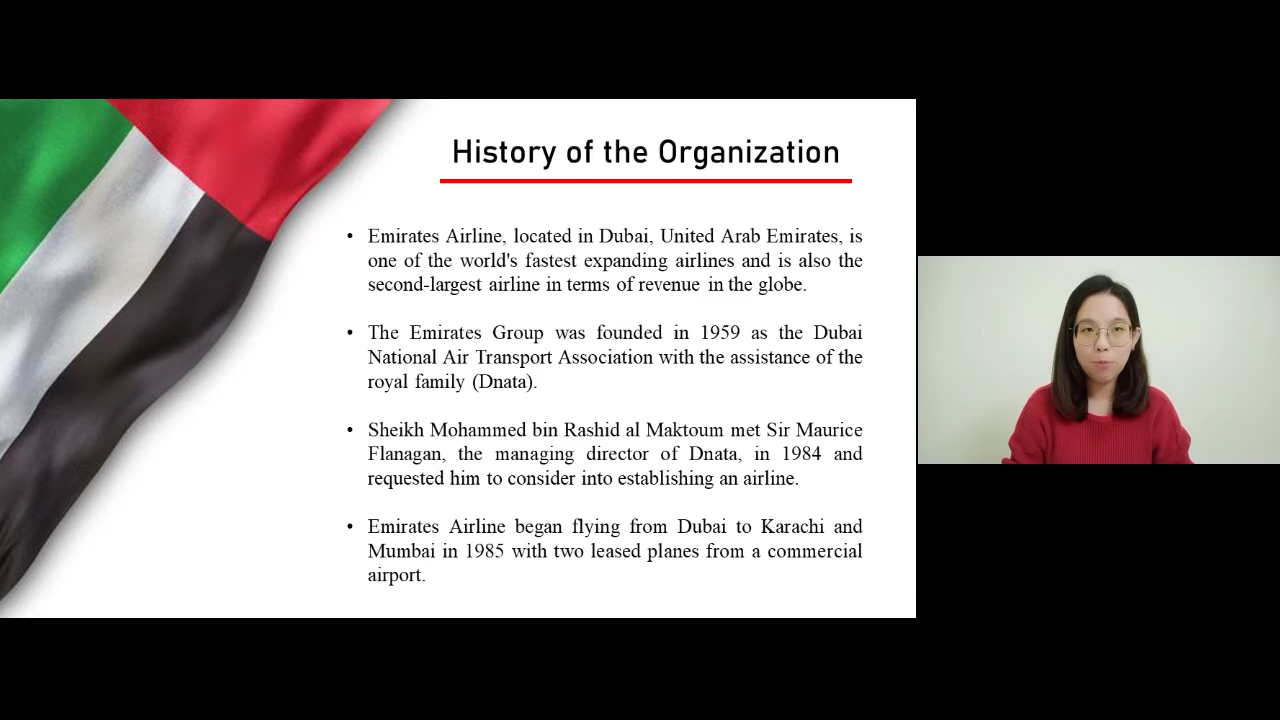 History of the Organization
• Emirates Airline, located in Dubai, United Arab Emirates, is
one of the world's fastest expanding airlines and is also the
second-largest airline in terms of revenue in the globe.
• The Emirates Group was founded in 1959 as the Dubai
National Air Transport Association with the assistance of the
royal family (Dnata).
• Sheikh Mohammed bin Rashid al Maktoum met Sir Maurice
Flanagan, the managing director of Dnata, in 1984 and
requested him to consider into establishing an airline.
• Emirates Airline began flying from Dubai to Karachi and
Mumbai in 1985 with two leased planes from a commercial
airport.